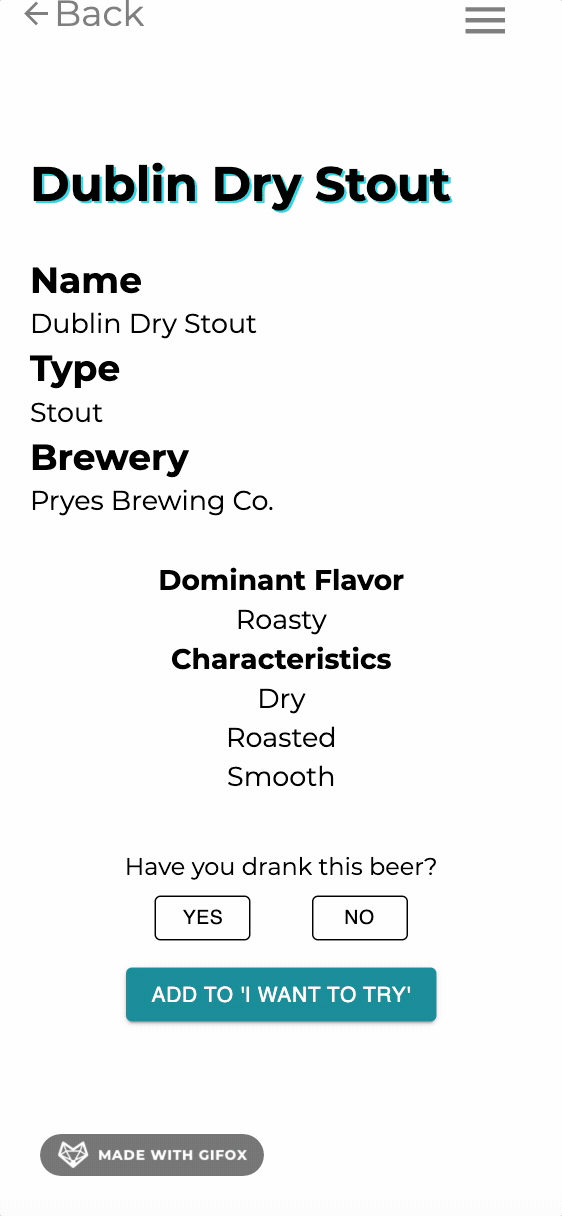 ←Back
Dublin Dry Stout
Name
Dublin Dry Stout
Type
Stout
Brewery
Pryes Brewing Co.
Dominant Flavor
Roasty
Characteristics
Dry
Roasted
Smooth
Have you drank this beer?
YES NO
ADD TO 'I WANT TO TRY'
MADE WITH GIFOX